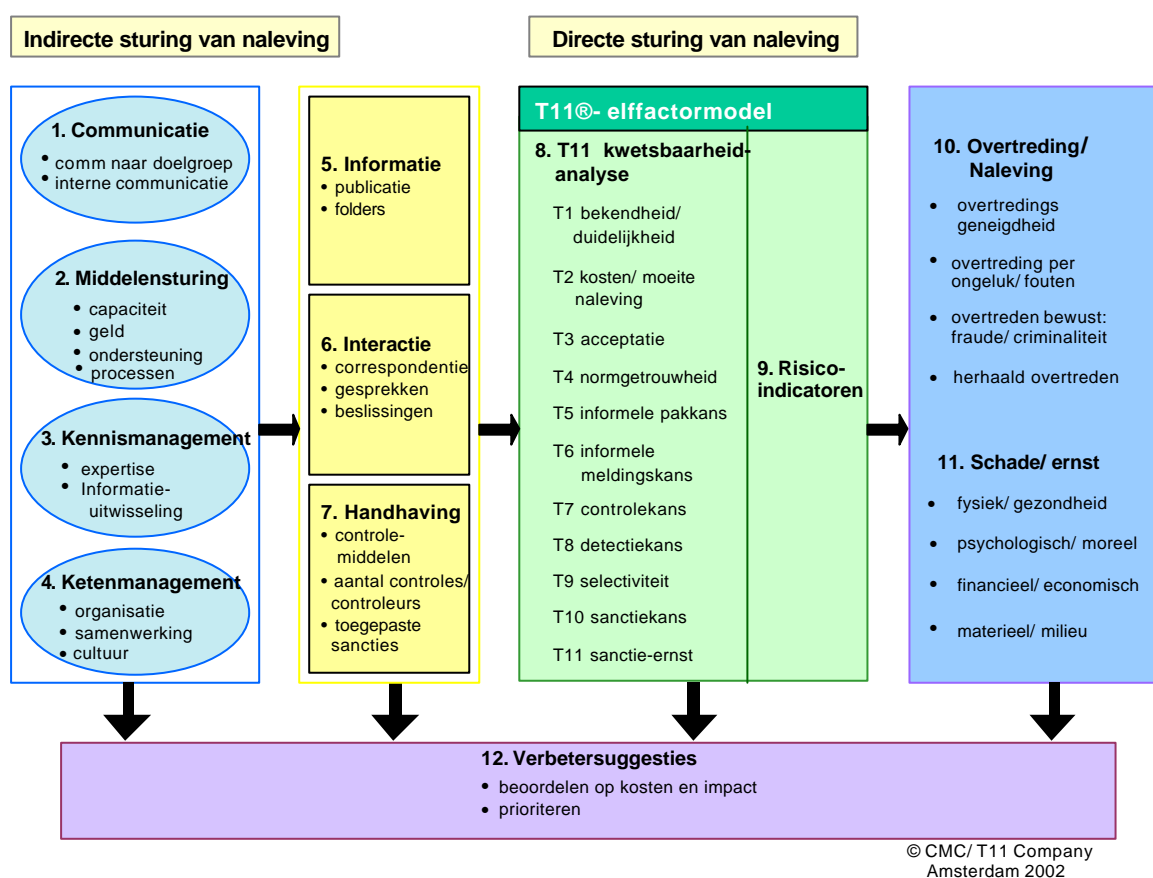 Indirecte sturing van naleving
Directe sturing van naleving
1. Communicatie
• comm naar doelgroep
• interne communicatie
2. Middelensturing
• capaciteit
• geld
• ondersteuning
• processen
3. Kennismanagement
• expertise
• Informatie-
uitwisseling
4. Ketenmanagement
• organisatie
• samenwerking
• cultuur
5. Informatie
• publicatie
• folders
6. Interactie
• correspondentie
• gesprekken
• beslissingen
7. Handhaving
• controle-
middelen
• aantal controles/
controleurs
• toegepaste
sancties
T11®- elffactormodel
8. T11 kwetsbaarheid-
analyse
T1 bekendheid/
duidelijkheid
T2 kosten/ moeite
naleving
T3 acceptatie
T4 normgetrouwheid
T5 informele pakkans
T6 informele
meldingskans
T7 controlekans
T8 detectiekans
T9 selectiviteit
T10 sanctiekans
T11 sanctie-ernst
9. Risico-
indicatoren
10. Overtreding/
Naleving
• overtredings
geneigdheid
• overtreding per
ongeluk/ fouten
• overtreden bewust:
fraude/ criminaliteit
• herhaald overtreden
11. Schade/ ernst
• fysiek/ gezondheid
• psychologisch/ moreel
• financieel/ economisch
• materieel/ milieu
12. Verbetersuggesties
• beoordelen op kosten en impact
• prioriteren
© CMC/ T11 Company
Amsterdam 2002